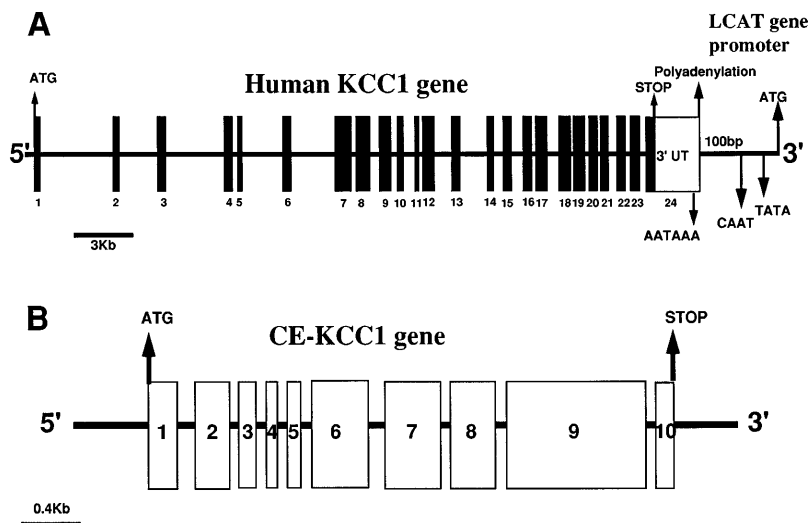 A
LCAT gene
promoter
ATG
Human KCC1 gene
Polyadenylation
STOP
ATG
5'
3' UT
100bp
3'
1 2 3 4 5 6 7 8 9 10 11 12 13 14 15 16 17 18 19 20 21 22 23 24
3Kb
AATAAA
CAAT
TATA
B
ATG
CE-KCC1 gene
STOP
5'
1 2 3 4 5 6 7 8 9 10
3'
0.4Kb